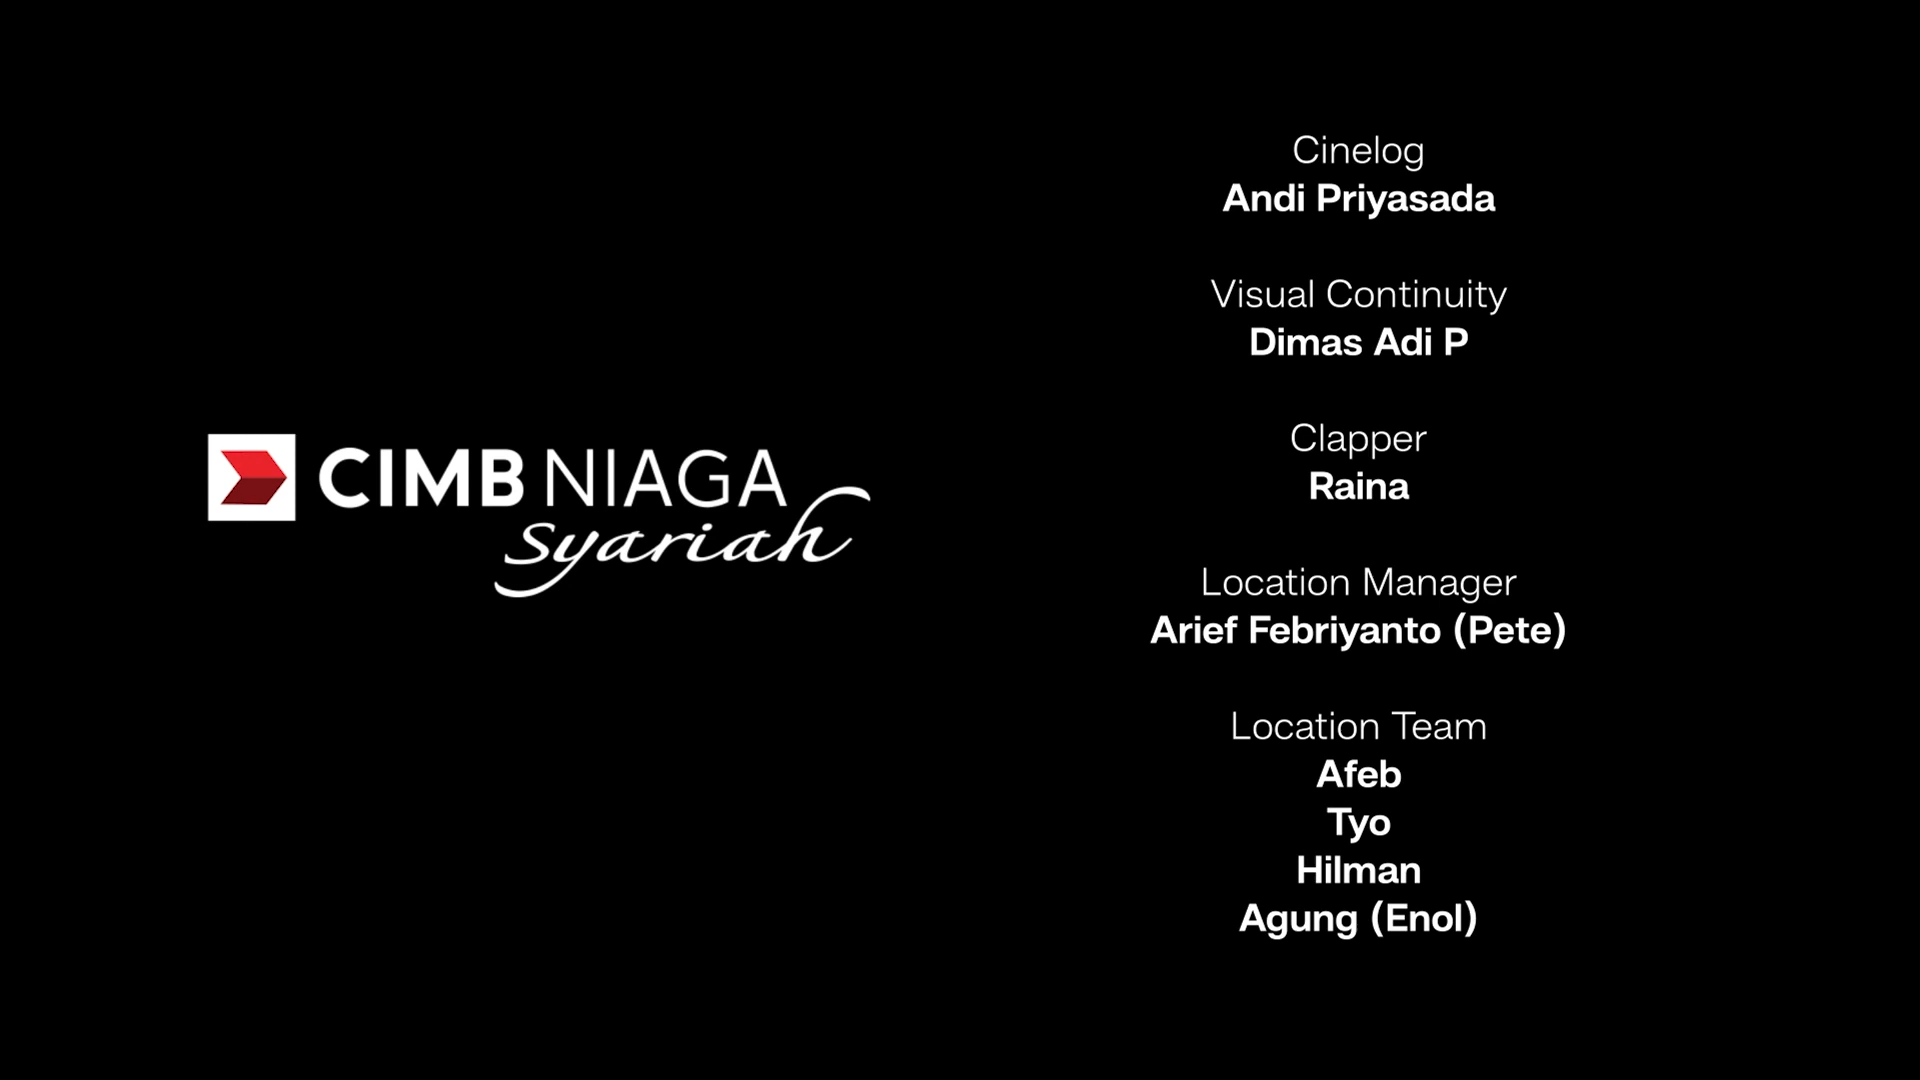 CIMB NIAGA
syariah
Cinelog
Andi Priyasada
Visual Continuity
Dimas Adi P
Clapper
Raina
Location Manager
Arief Febriyanto (Pete)
Location Team
Afeb
Tyo
Hilman
Agung (Enol)